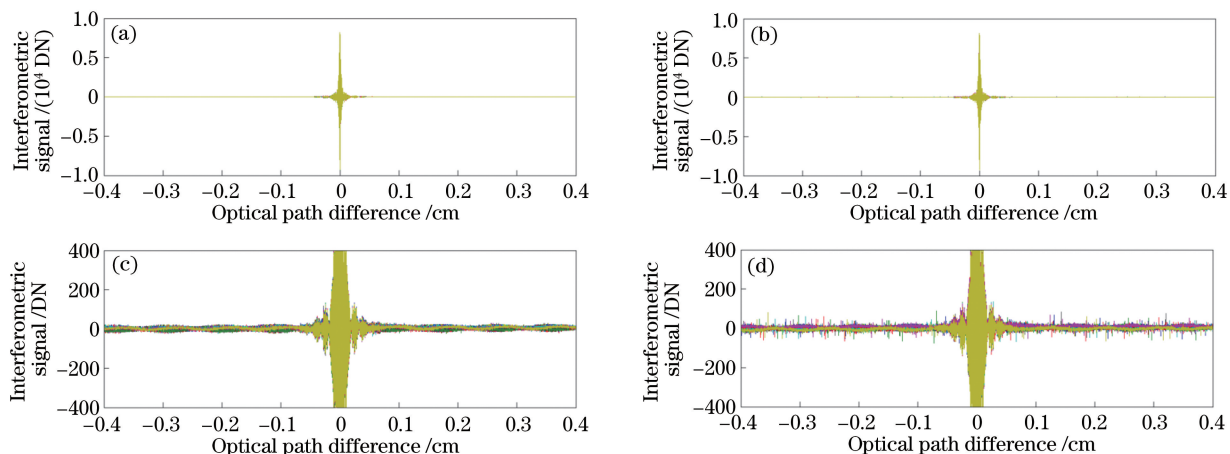 (a)
Interferometric
signal /(10⁴ DN)
1.0
0.5
0
−0.5
−1.0
−0.4 −0.3 −0.2 −0.1 0 0.1 0.2 0.3 0.4
Optical path difference /cm
(b)
Interferometric
signal /(10⁴ DN)
1.0
0.5
0
−0.5
−1.0
−0.4 −0.3 −0.2 −0.1 0 0.1 0.2 0.3 0.4
Optical path difference /cm
(c)
Interferometric
signal /DN
400
200
0
−200
−400
−0.4 −0.3 −0.2 −0.1 0 0.1 0.2 0.3 0.4
Optical path difference /cm
(d)
Interferometric
signal /DN
400
200
0
−200
−400
−0.4 −0.3 −0.2 −0.1 0 0.1 0.2 0.3 0.4
Optical path difference /cm